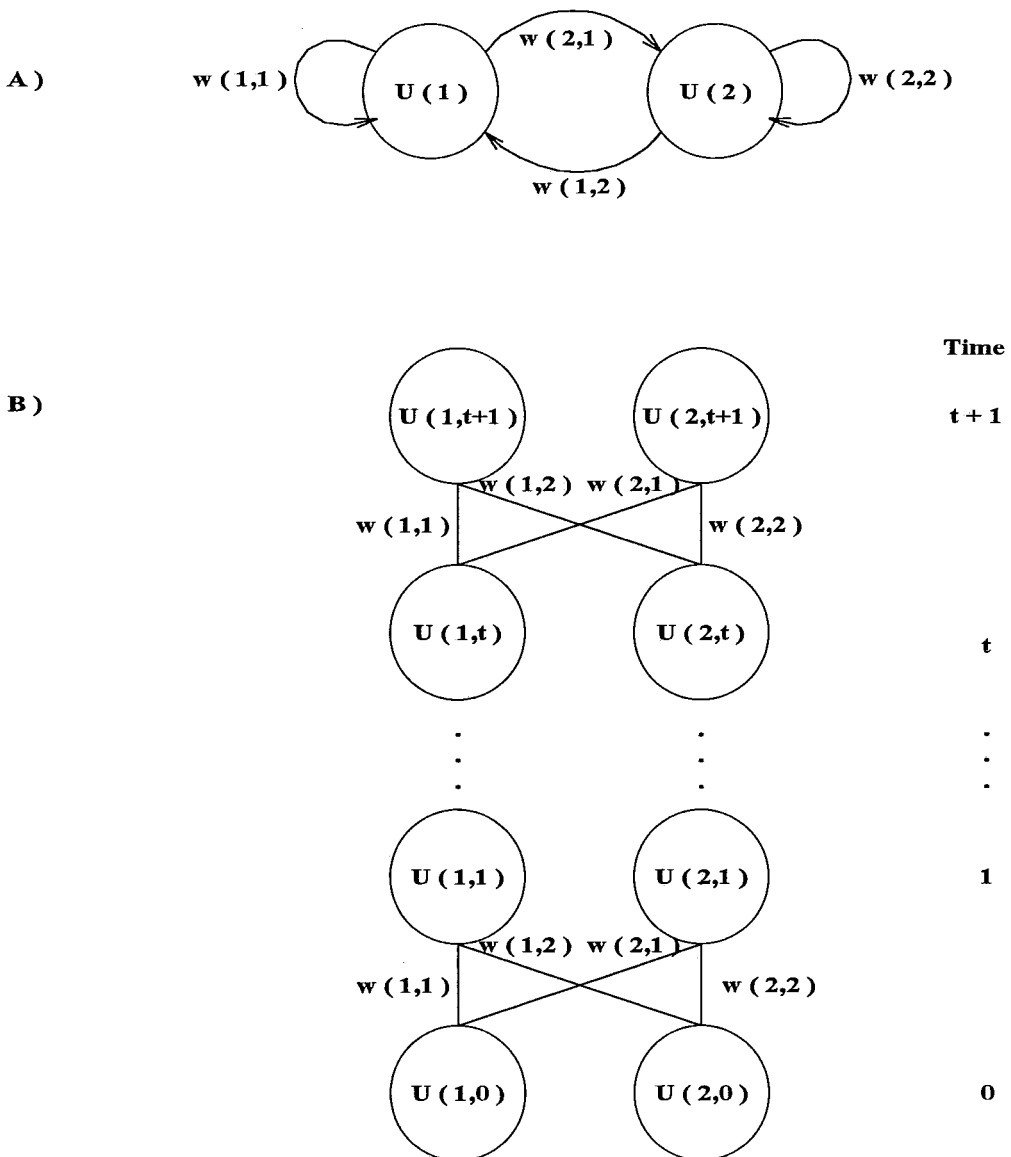 w ( 2,1 )
A )
w ( 1,1 )
U ( 1 )
U ( 2 )
w ( 2,2 )
w ( 1,2 )
Time
B )
U ( 1,t+1 )
U ( 2,t+1 )
t + 1
w ( 1,2 )
w ( 2,1 )
w ( 1,1 )
w ( 2,2 )
U ( 1,t )
U ( 2,t )
t
U ( 1,1 )
U ( 2,1 )
1
w ( 1,2 )
w ( 2,1 )
w ( 1,1 )
w ( 2,2 )
U ( 1,0 )
U ( 2,0 )
0